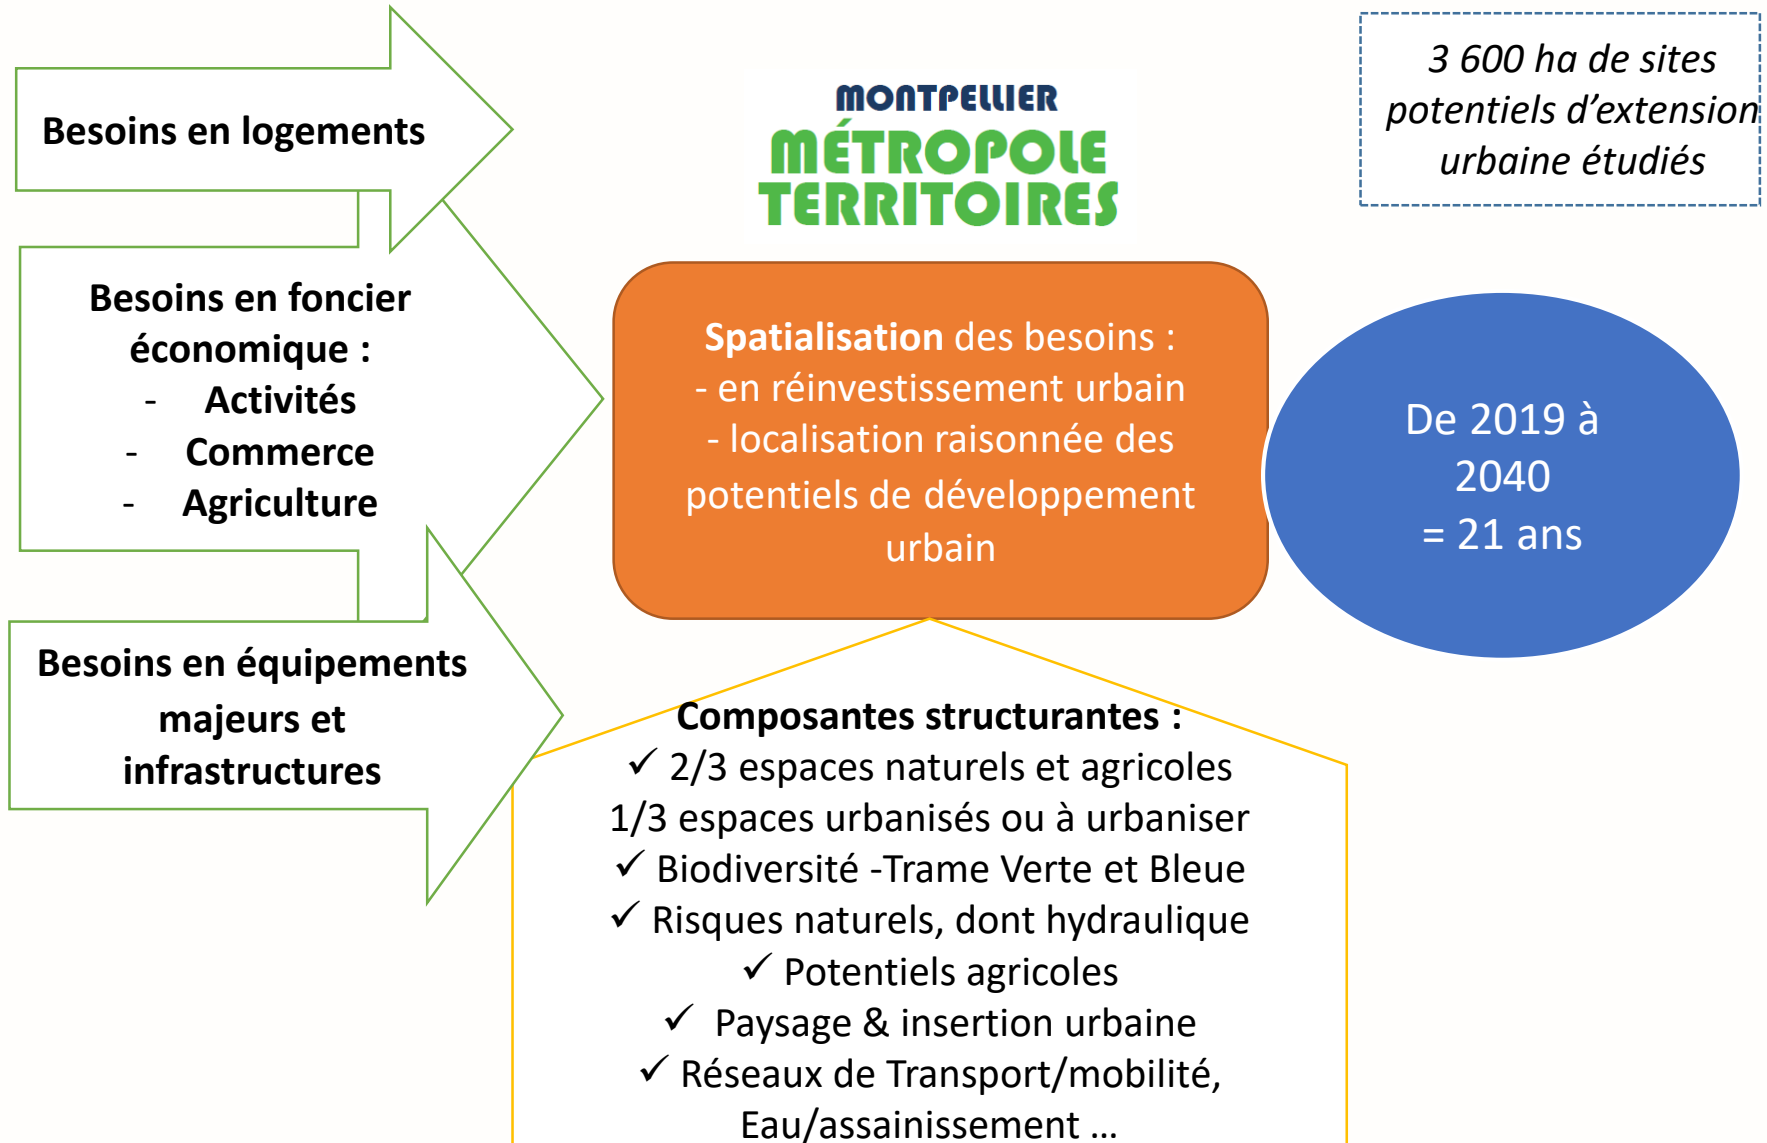 Besoins en logements
MONTPELLIER
MÉTROPOLE
TERRITOIRES
3 600 ha de sites
potentiels d'extension
urbaine étudiés
Besoins en foncier
économique :
- Activités
- Commerce
- Agriculture
Spatialisation des besoins :
- en réinvestissement urbain
- localisation raisonnée des
potentiels de développement
urbain
De 2019 à
2040
= 21 ans
Besoins en équipements
majeurs et
infrastructures
Composantes structurantes :
✓ 2/3 espaces naturels et agricoles
1/3 espaces urbanisés ou à urbaniser
✓ Biodiversité -Trame Verte et Bleue
✓ Risques naturels, dont hydraulique
✓ Potentiels agricoles
✓ Paysage & insertion urbaine
✓ Réseaux de Transport/mobilité,
Eau/assainissement ...